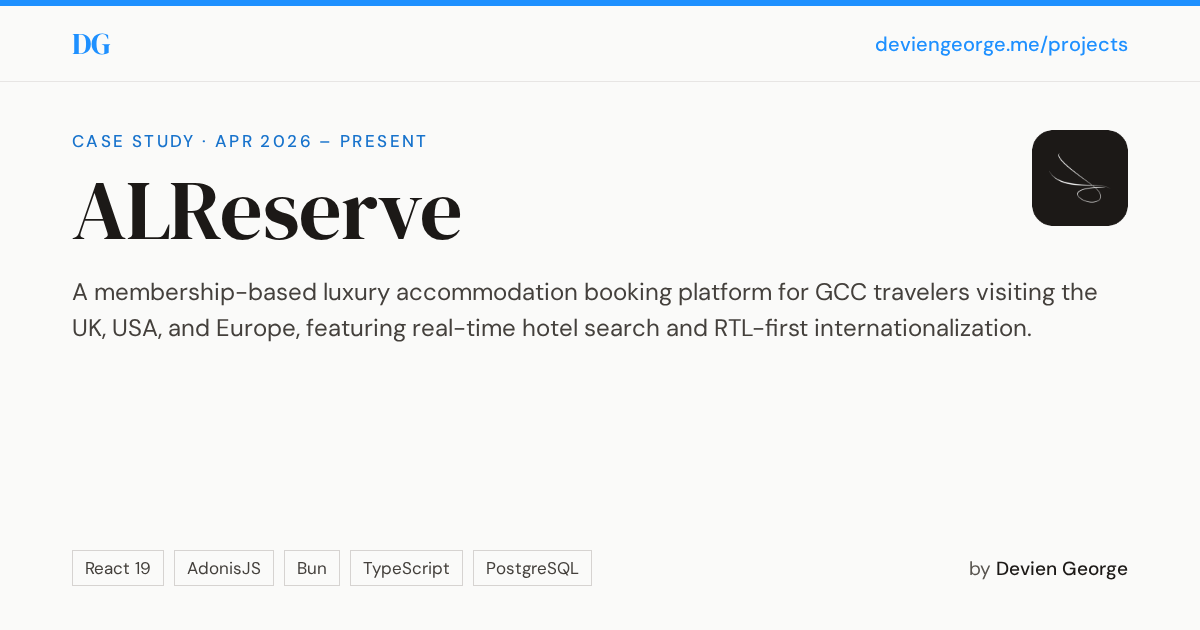 DG
deviengeorge.me/projects
CASE STUDY · APR 2026 – PRESENT
ALReserve
A membership-based luxury accommodation booking platform for GCC travelers visiting the
UK, USA, and Europe, featuring real-time hotel search and RTL-first internationalization.
React 19
AdonisJS
Bun
TypeScript
PostgreSQL
by Devien George